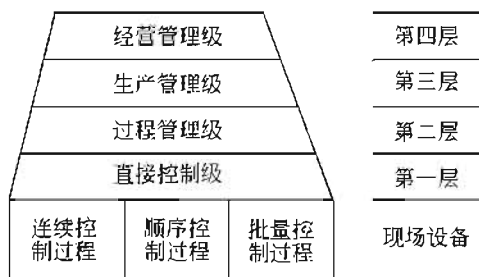 经营管理级 第四层
生产管理级 第三层
过程管理级 第二层
直接控制级 第一层
连续控 顺序控 批量控
制过程 制过程 制过程
现场设备